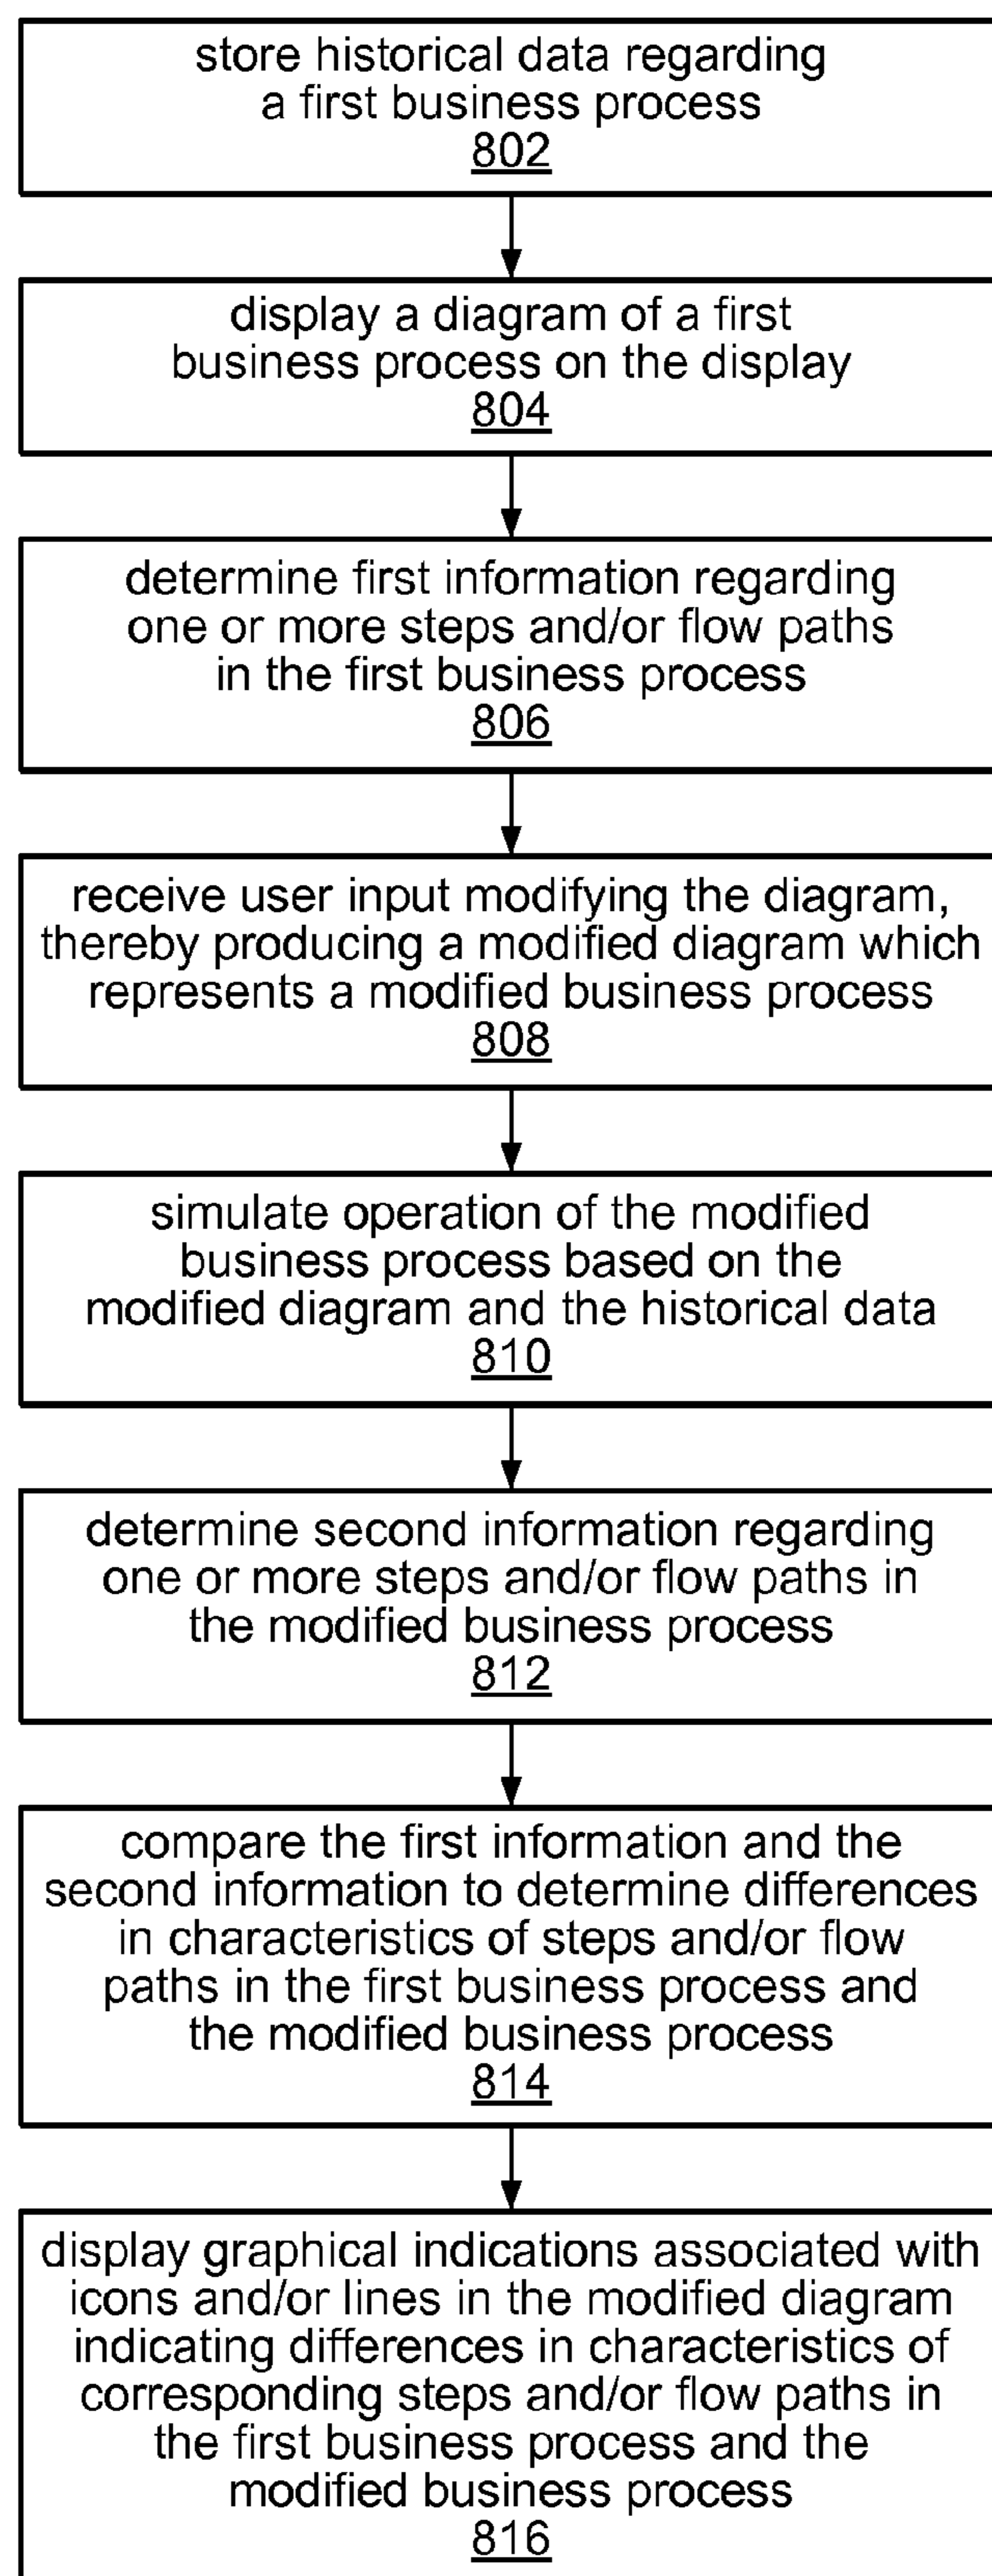 store historical data regarding
a first business process
802
display a diagram of a first
business process on the display
804
determine first information regarding
one or more steps and/or flow paths
in the first business process
806
receive user input modifying the diagram,
thereby producing a modified diagram which
represents a modified business process
808
simulate operation of the modified
business process based on the
modified diagram and the historical data
810
determine second information regarding
one or more steps and/or flow paths in
the modified business process
812
compare the first information and the
second information to determine differences
in characteristics of steps and/or flow
paths in the first business process and
the modified business process
814
display graphical indications associated with
icons and/or lines in the modified diagram
indicating differences in characteristics of
corresponding steps and/or flow paths in
the first business process and the
modified business process
816